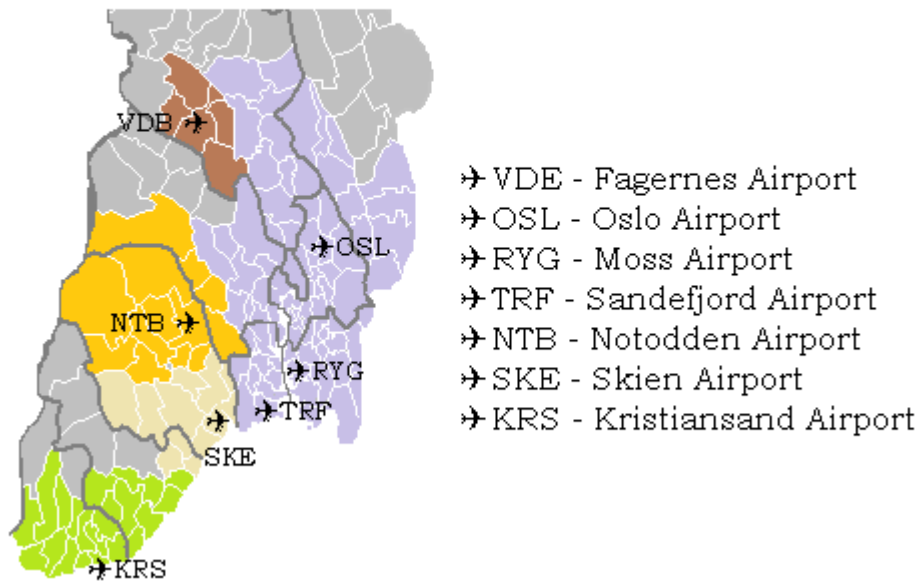 VDB
OSL
NTB
RYG
TRF
SKE
KRS
VDE - Fagernes Airport
OSL - Oslo Airport
RYG - Moss Airport
TRF - Sandefjord Airport
NTB - Notodden Airport
SKE - Skien Airport
KRS - Kristiansand Airport